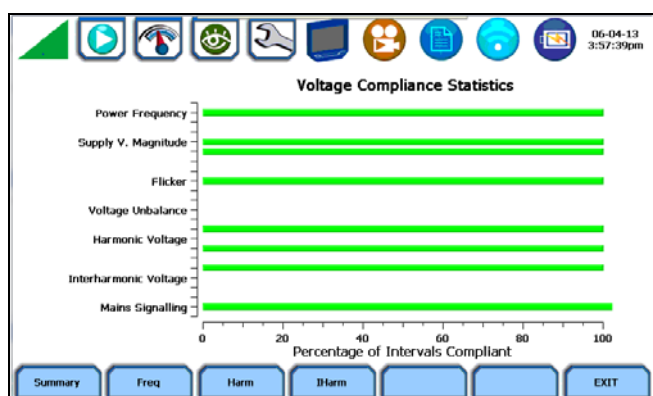 06-04-13
3:57:39pm
Voltage Compliance Statistics
Power Frequency
Supply V. Magnitude
Flicker
Voltage Unbalance
Harmonic Voltage
Interharmonic Voltage
Mains Signalling
0 20 40 60 80 100
Percentage of Intervals Compliant
Summary Freq Harm IHarm EXIT